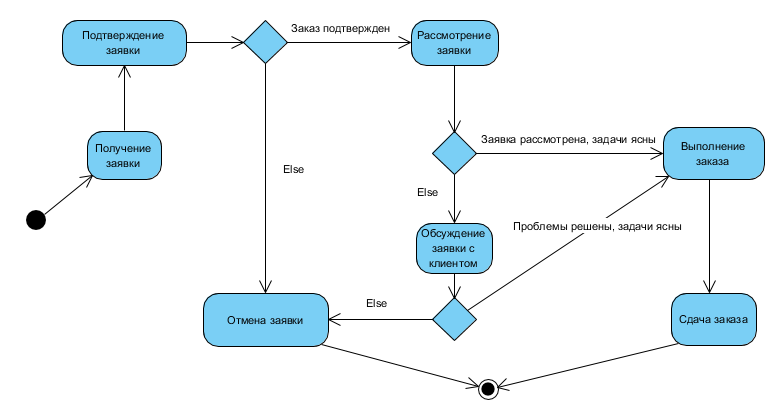 Заказ подтвержден
Подтверждение
заявки
Рассмотрение
заявки
Получение
заявки
Заявка рассмотрена, задачи ясны
Выполнение
заказа
Else
Else
Обсуждение
заявки с
клиентом
Проблемы решены, задачи ясны
Else
Отмена заявки
Сдача заказа